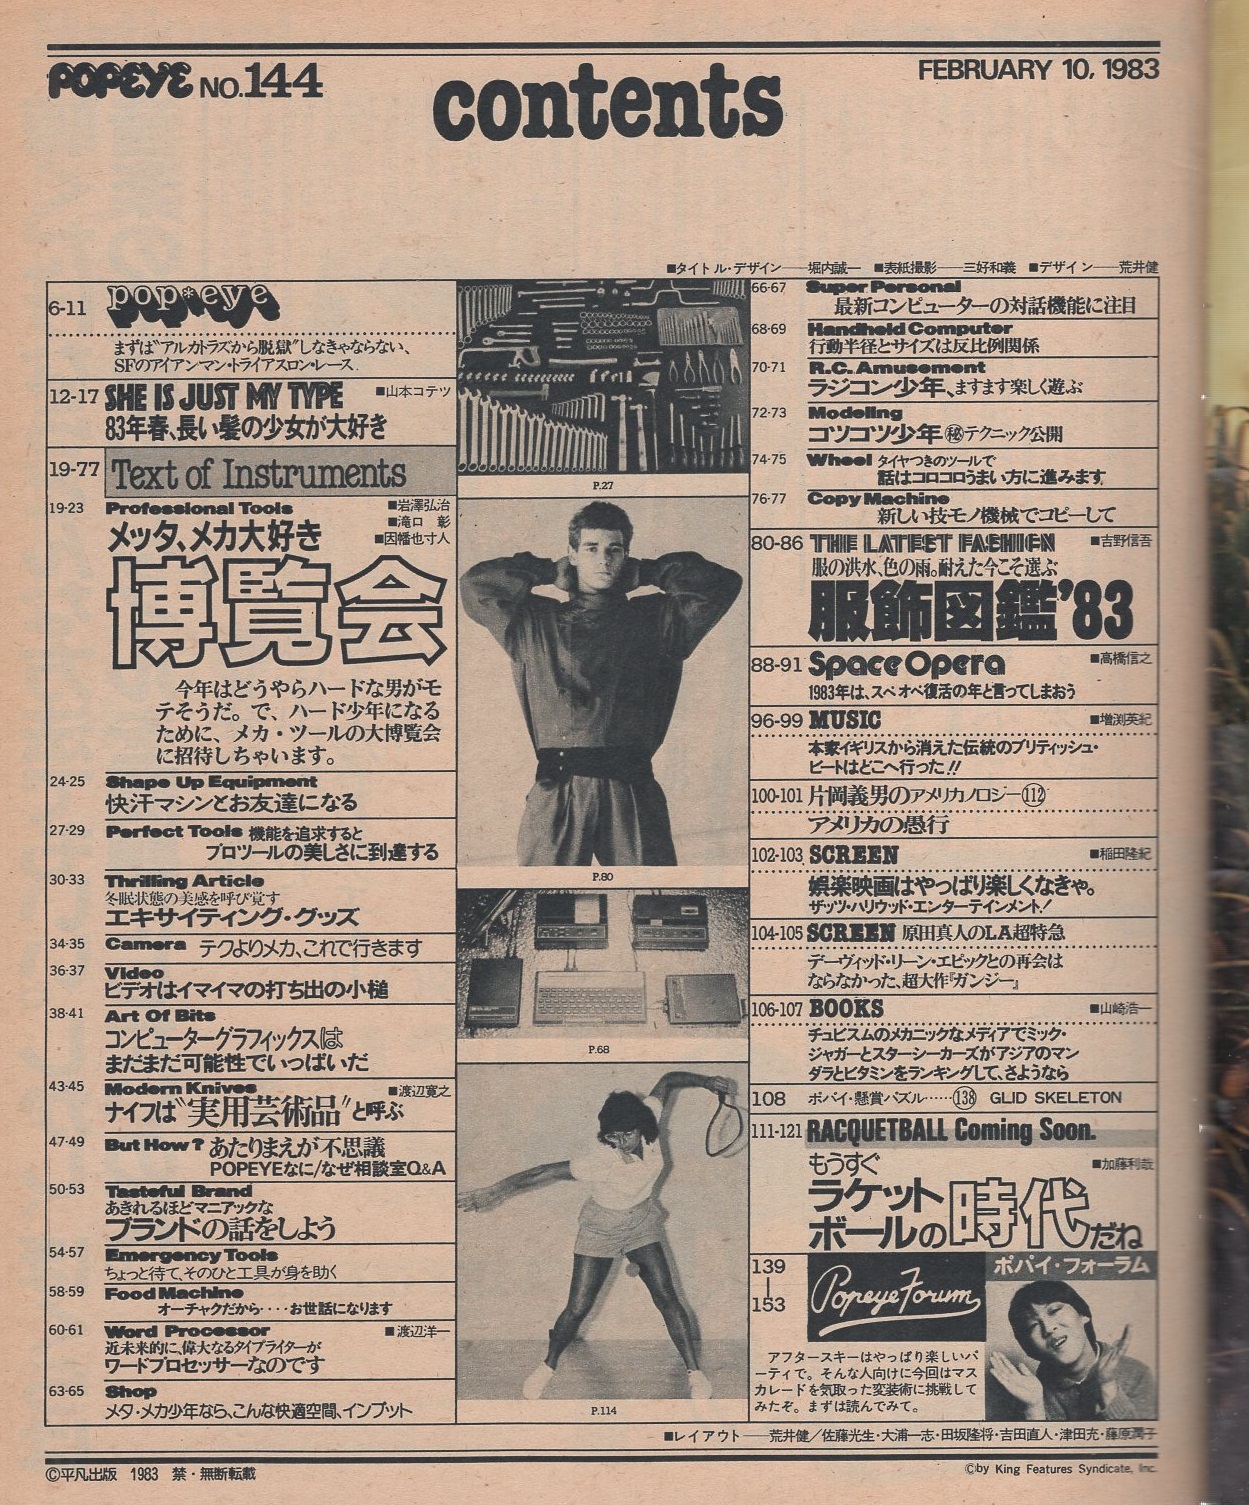 POPEYE NO.144
contents
FEBRUARY 10, 1983
■タイトル・デザイン──堀内誠一 ■表紙撮影──三好和義 ■デザイン──荒井健
6-11 pop*eye
まずは"アルカトラズから脱獄"しなきゃならない、
SFのアイアンマン・トライアスロン・レース.
12-17 SHE IS JUST MY TYPE ■山本コテツ
83年春、長い髪の少女が大好き
19-77 Text of Instruments
19-23 Professional Tools ■岩澤弘治
■滝口 彰
メッタ、メカ大好き ■因幡也寸人
博覧会
今年はどうやらハードな男がモ
テそうだ。で、ハード少年になる
ために、メカ・ツールの大博覧会
に招待しちゃいます。
24-25 Shape Up Equipment
快汗マシンとお友達になる
27-29 Perfect Tools 機能を追求すると
プロツールの美しさに到達する
30-33 Thrilling Article
冬眠状態の美感を呼び覚す
エキサイティング・グッズ
34-35 Camera テクよりメカ、これで行きます
36-37 Video
ビデオはイマイマの打ち出の小槌
38-41 Art Of Bits
コンピューターグラフィックスは
まだまだ可能性でいっぱいだ
43-45 Modern Knives ■渡辺寛之
ナイフは"実用芸術品"と呼ぶ
47-49 But How? あたりまえが不思議
POPEYEなに/なぜ相談室Q&A
50-53 Tasteful Brand
あきれるほどマニアックな
ブランドの話をしよう
54-57 Emergency Tools
ちょっと待て、そのひと工具が身を助く
58-59 Food Machine
オーチャクだから････お世話になります
60-61 Word Processor ■渡辺洋一
近未来的に、偉大なるタイプライターが
ワードプロセッサーなのです
63-65 Shop
メタ・メカ少年なら、こんな快適空間、インプット
P.27
P.80
P.68
P.114
66-67 Super Personal
最新コンピューターの対話機能に注目
68-69 Handheld Computer
行動半径とサイズは反比例関係
70-71 R.C. Amusement
ラジコン少年、ますます楽しく遊ぶ
72-73 Modeling
コツコツ少年㊙テクニック公開
74-75 Wheel タイヤつきのツールで
話はコロコロうまい方に進みます
76-77 Copy Machine
新しい技モノ機械でコピーして
80-86 THE LATEST FASHION ■吉野信吾
服の洪水、色の雨。耐えた今こそ選ぶ
服飾図鑑'83
88-91 Space Opera ■高橋信之
1983年は、スペオペ復活の年と言ってしまおう
96-99 MUSIC ■増渕英紀
本家イギリスから消えた伝統のブリティッシュ・
ビートはどこへ行った!!
100-101 片岡義男のアメリカノロジー(112)
アメリカの愚行
102-103 SCREEN ■稲田隆紀
娯楽映画はやっぱり楽しくなきゃ。
ザッツ・ハリウッド・エンターテインメント!
104-105 SCREEN 原田真人のLA超特急
デーヴィッド・リーン・エピックとの再会は
ならなかった、超大作『ガンジー』
106-107 BOOKS ■山崎浩一
チュビスムのメカニックなメディアでミック・
ジャガーとスターシーカーズがアジアのマン
ダラとビタミンをランキングして、さようなら
108 ポパイ・懸賞パズル……(138) GLID SKELETON
111-121 RACQUETBALL Coming Soon.
もうすぐ ■加藤利哉
ラケット
ボールの時代だね
139
|
153
Popeye Forum
ポパイ・フォーラム
アフタースキーはやっぱり楽しいパ
ーティで。そんな人向けに今回はマス
カレードを気取った変装術に挑戦して
みたぞ。まずは読んでみて。
■レイアウト──荒井健/佐藤光生・大浦一志・田坂隆将・吉田直人・津田充・藤原潤子
©平凡出版 1983 禁・無断転載
©by King Features Syndicate, Inc.